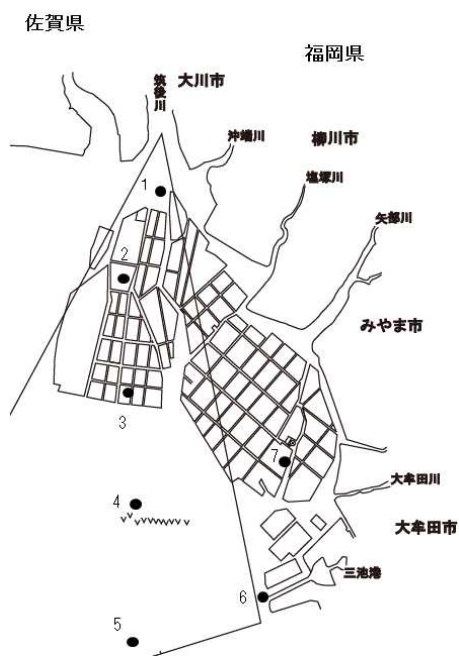 佐賀県
福岡県
筑後川
大川市
沖端川
柳川市
塩塚川
矢部川
1
2
みやま市
3
7
大牟田川
4
大牟田市
三池港
6
5